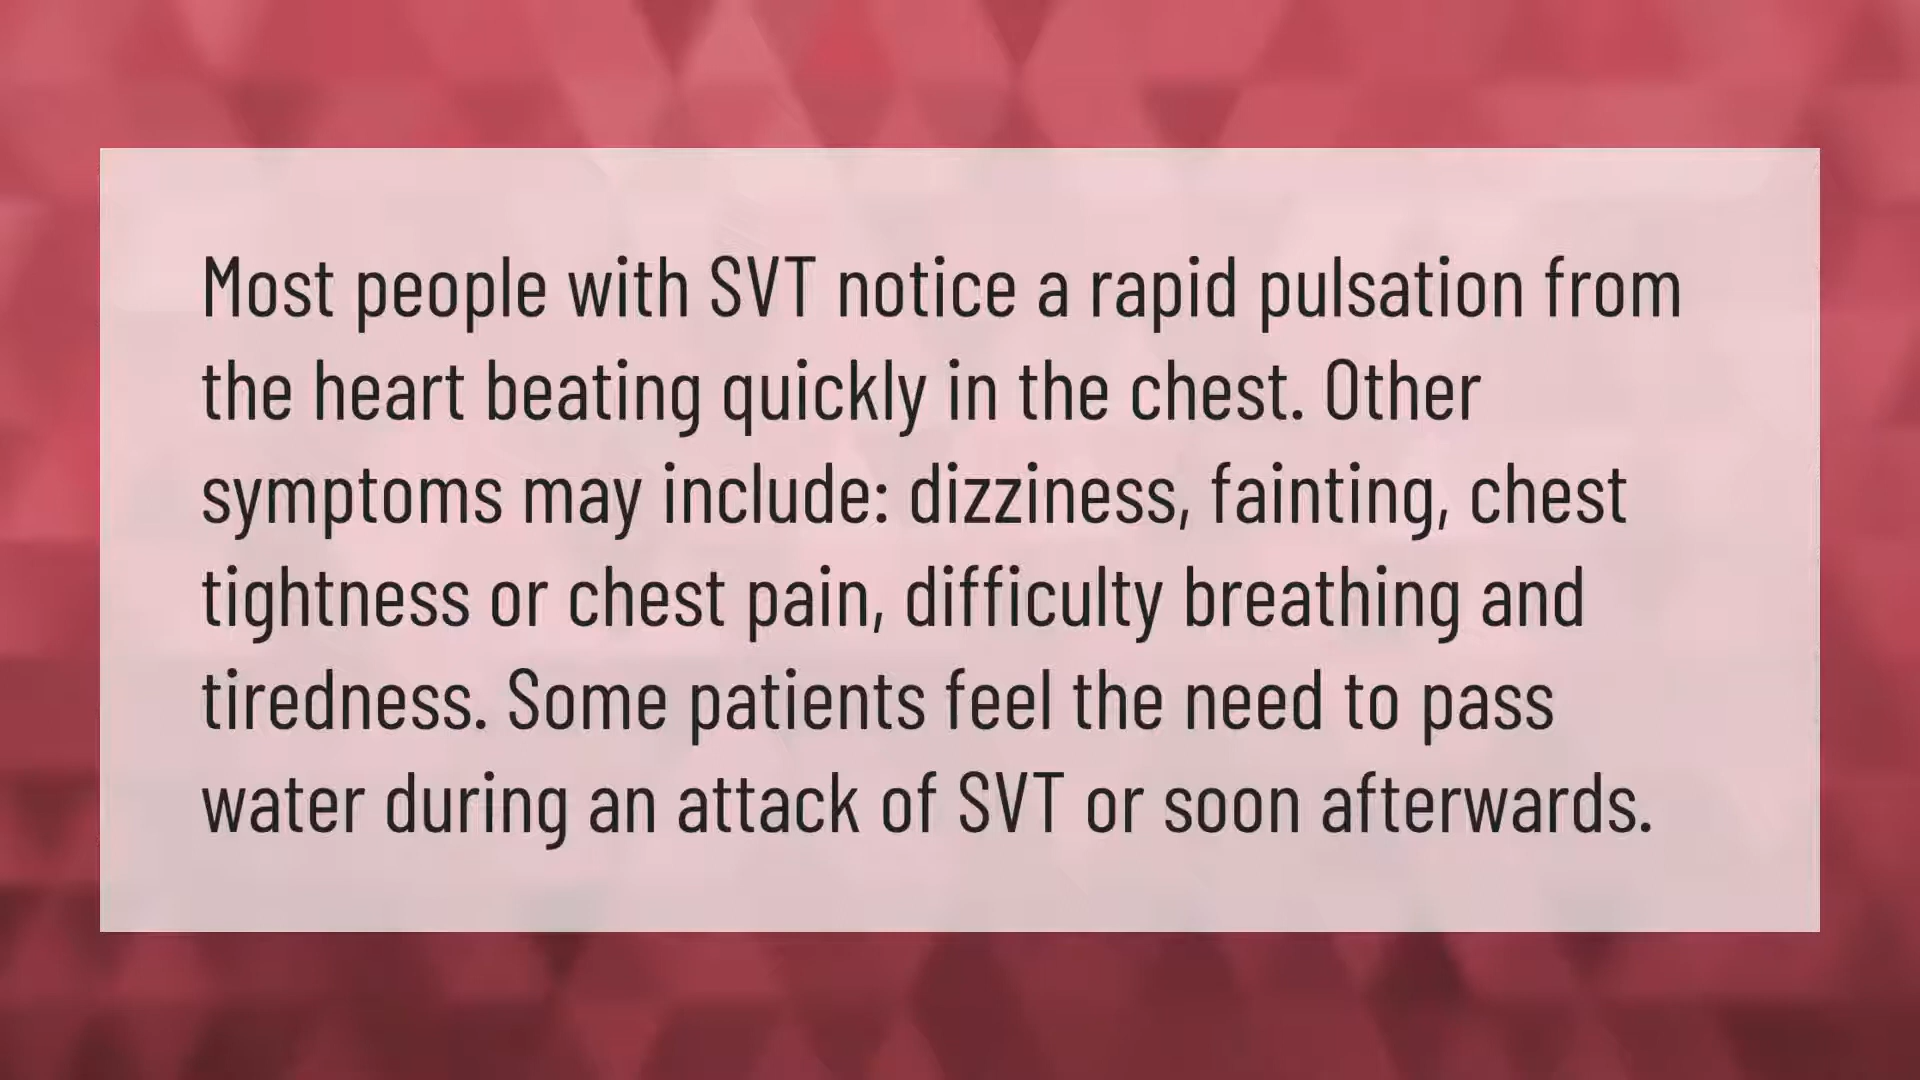 Most people with SVT notice a rapid pulsation from
the heart beating quickly in the chest. Other
symptoms may include: dizziness, fainting, chest
tightness or chest pain, difficulty breathing and
tiredness. Some patients feel the need to pass
water during an attack of SVT or soon afterwards.